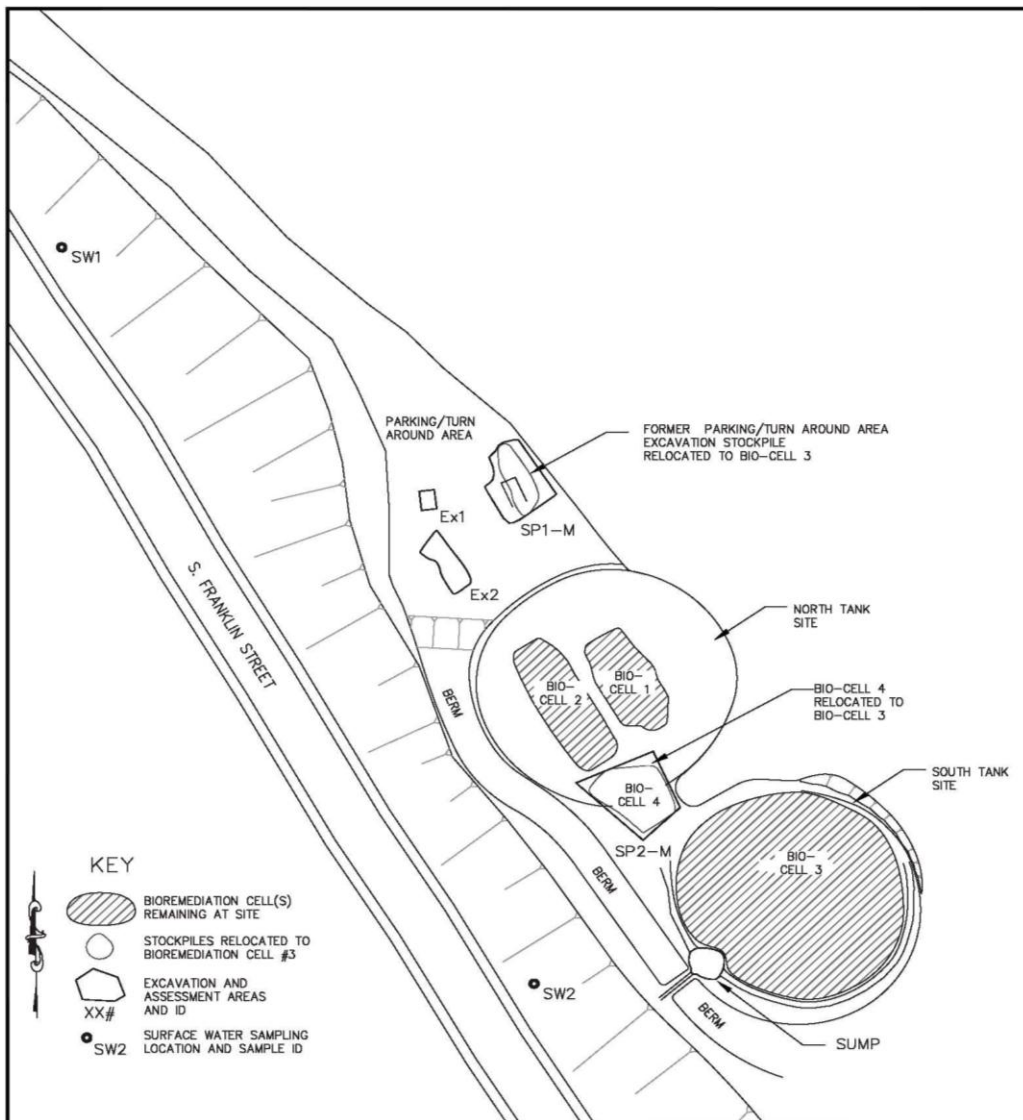 SW1
PARKING/TURN
AROUND AREA
FORMER PARKING/TURN AROUND AREA
EXCAVATION STOCKPILE
RELOCATED TO BIO-CELL 3
Ex1
SP1-M
Ex2
S. FRANKLIN STREET
NORTH TANK
SITE
BIO-
CELL 1
BIO-
CELL 2
BERM
BIO-CELL 4
RELOCATED TO
BIO-CELL 3
BIO-
CELL 4
SOUTH TANK
SITE
SP2-M
BIO-
CELL 3
BERM
SW2
BERM
SUMP
KEY
BIOREMEDIATION CELL(S)
REMAINING AT SITE
STOCKPILES RELOCATED TO
BIOREMEDIATION CELL #3
EXCAVATION AND
ASSESSMENT AREAS
AND ID
XX#
SURFACE WATER SAMPLING
LOCATION AND SAMPLE ID
SW2